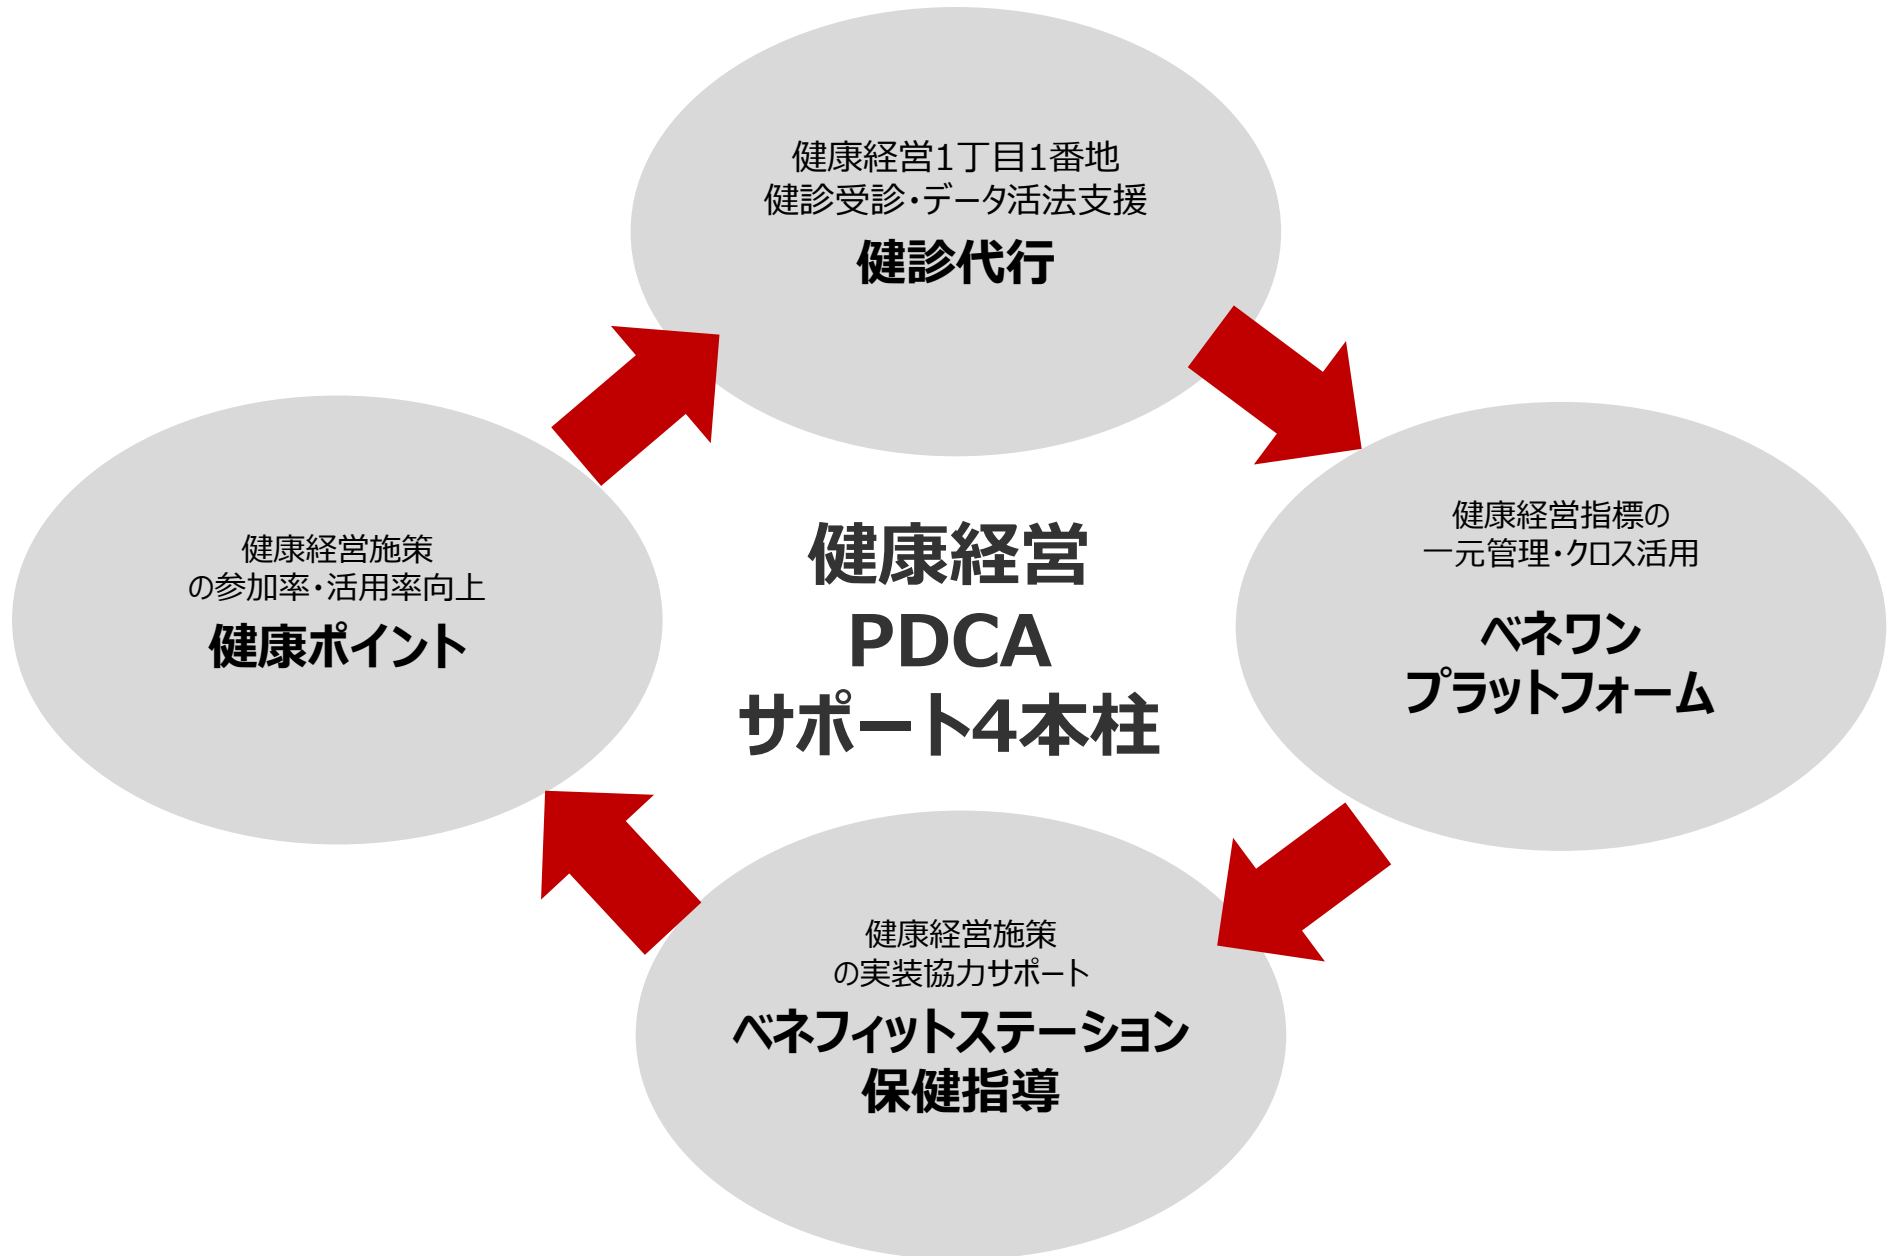 健康経営1丁目1番地
健診受診・データ活法支援
健診代行
健康経営施策
の参加率・活用率向上
健康ポイント
健康経営
PDCA
サポート4本柱
健康経営指標の
一元管理・クロス活用
ベネワン
プラットフォーム
健康経営施策
の実装協力サポート
ベネフィットステーション
保健指導